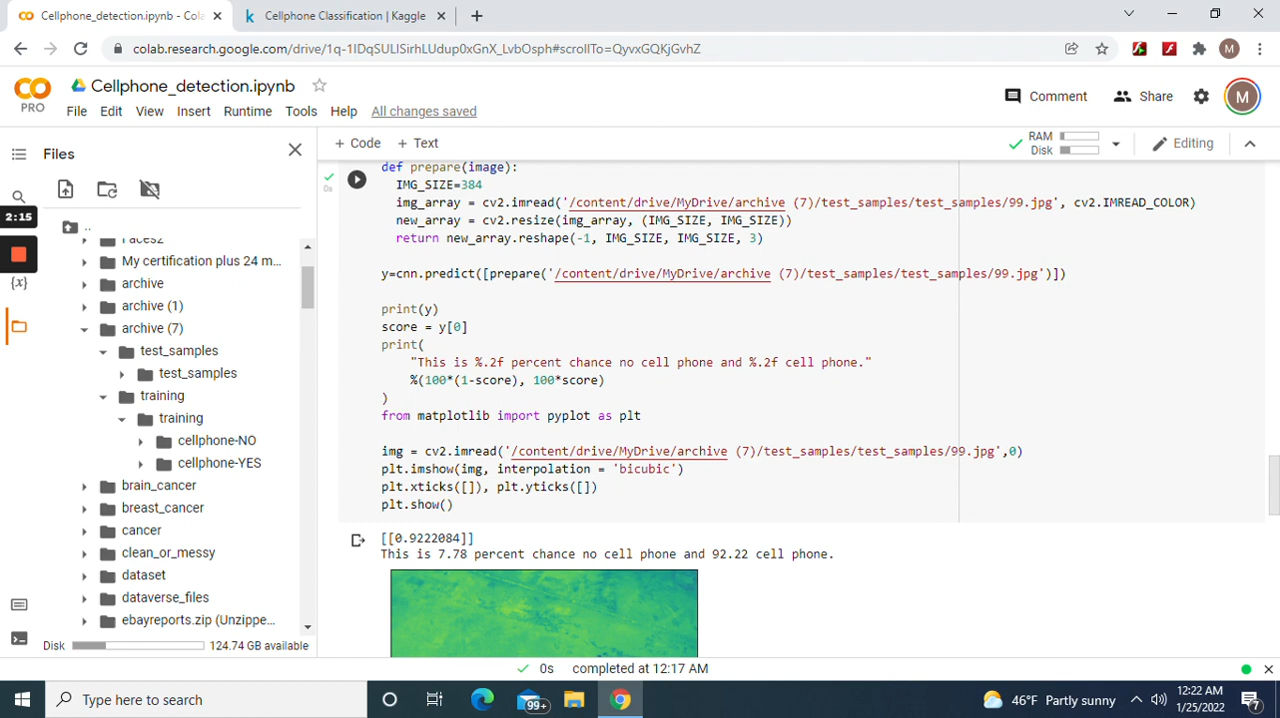 Cellphone_detection.ipynb - Cola
Cellphone Classification | Kaggle
colab.research.google.com/drive/1q-1IDqSULISirhLUdup0xGnX_LvbOsph#scrollTo=QyvxGQKjGvhZ
M
PRO
Cellphone_detection.ipynb
File Edit View Insert Runtime Tools Help All changes saved
Comment
Share
M
Files
+ Code + Text
RAM
Disk
Editing
2:15
{x}
..
Faces2
My certification plus 24 m...
archive
archive (1)
archive (7)
test_samples
test_samples
training
training
cellphone-NO
cellphone-YES
brain_cancer
breast_cancer
cancer
clean_or_messy
dataset
dataverse_files
ebayreports.zip (Unzippe...
Disk 124.74 GB available
0s
def prepare(image):
IMG_SIZE=384
img_array = cv2.imread('/content/drive/MyDrive/archive (7)/test_samples/test_samples/99.jpg', cv2.IMREAD_COLOR)
new_array = cv2.resize(img_array, (IMG_SIZE, IMG_SIZE))
return new_array.reshape(-1, IMG_SIZE, IMG_SIZE, 3)
y=cnn.predict([prepare('/content/drive/MyDrive/archive (7)/test_samples/test_samples/99.jpg')])
print(y)
score = y[0]
print(
"This is %.2f percent chance no cell phone and %.2f cell phone."
%(100*(1-score), 100*score)
)
from matplotlib import pyplot as plt
img = cv2.imread('/content/drive/MyDrive/archive (7)/test_samples/test_samples/99.jpg',0)
plt.imshow(img, interpolation = 'bicubic')
plt.xticks([]), plt.yticks([])
plt.show()
[[0.9222084]]
This is 7.78 percent chance no cell phone and 92.22 cell phone.
0s completed at 12:17 AM
Type here to search
99+
46°F Partly sunny
12:22 AM
1/25/2022
7